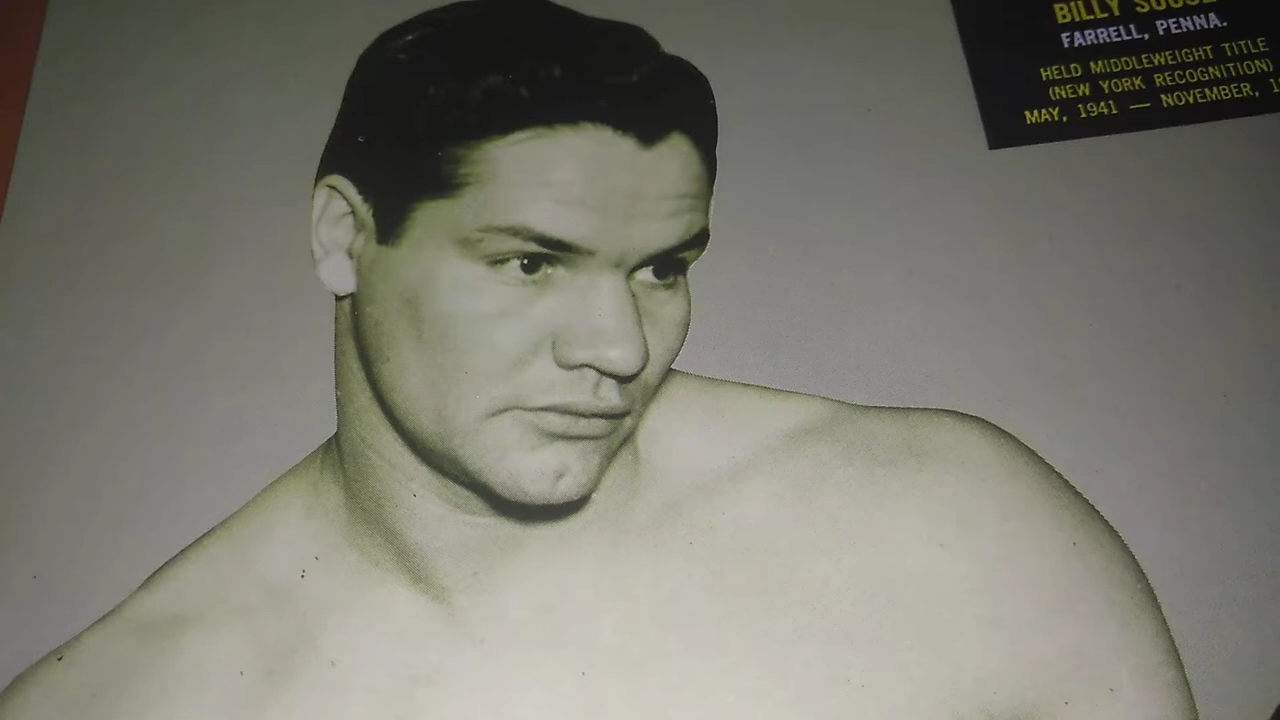 BILLY
FARRELL, PENNA.
HELD MIDDLEWEIGHT TITLE
(NEW YORK RECOGNITION)
MAY, 1941 — NOVEMBER,